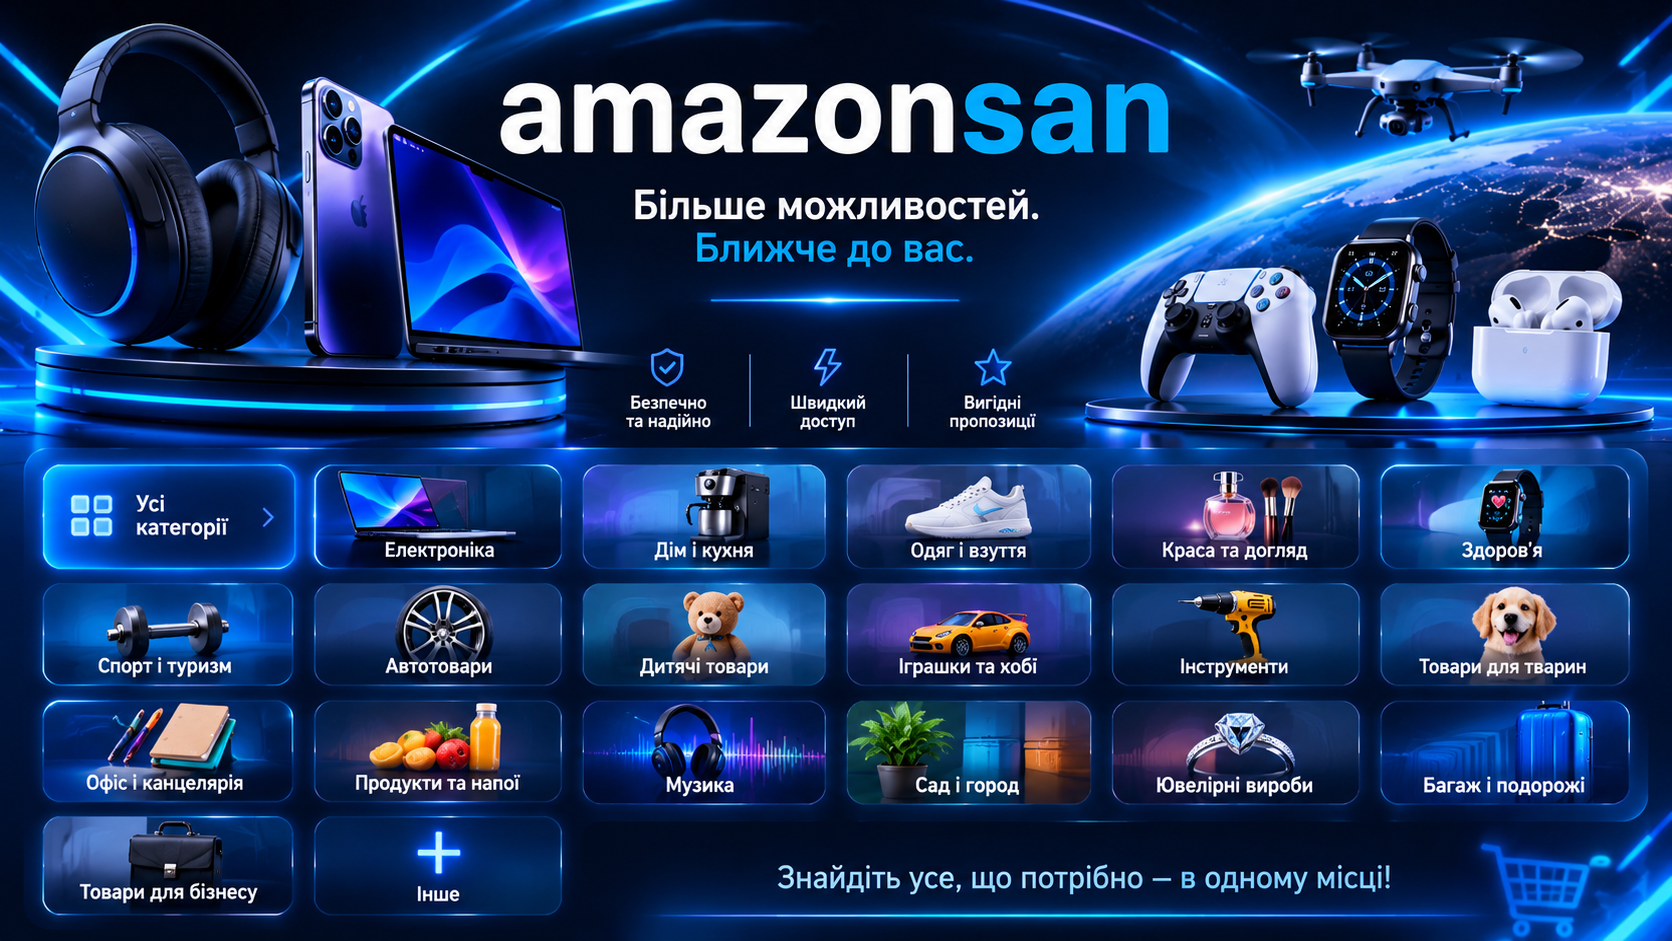 amazonsan
Більше можливостей.
Ближче до вас.
Безпечно
та надійно
Швидкий
доступ
Вигідні
пропозиції
Усі
категорії
Електроніка
Дім і кухня
Одяг і взуття
Краса та догляд
Здоров'я
Спорт і туризм
Автотовари
Дитячі товари
Іграшки та хобі
Інструменти
Товари для тварин
Офіс і канцелярія
Продукти та напої
Музика
Сад і город
Ювелірні вироби
Багаж і подорожі
Товари для бізнесу
Інше
Знайдіть усе, що потрібно – в одному місці!